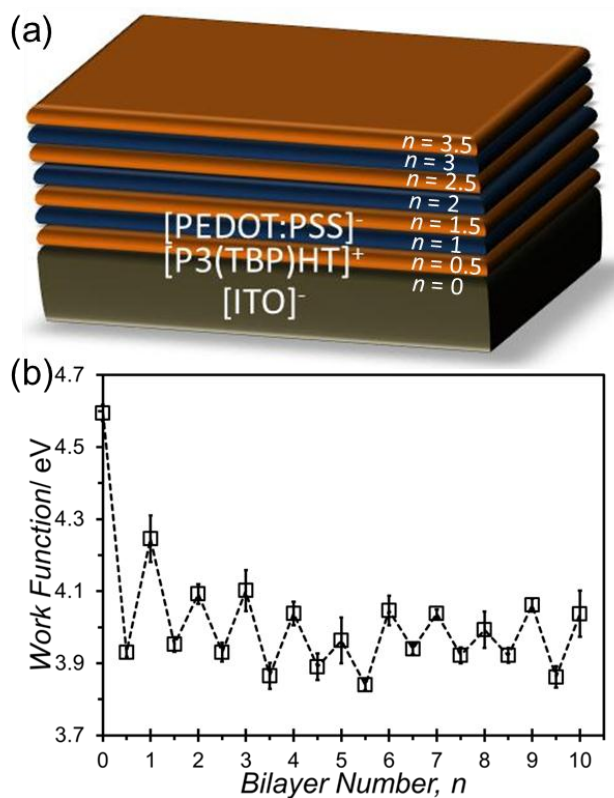 (a)
n = 3.5
n = 3
n = 2.5
n = 2
n = 1.5
n = 1
n = 0.5
n = 0
[PEDOT:PSS]⁻
[P3(TBP)HT]⁺
[ITO]⁻
(b)
4.7
4.5
4.3
4.1
3.9
3.7
Work Function/ eV
0 1 2 3 4 5 6 7 8 9 10
Bilayer Number, n